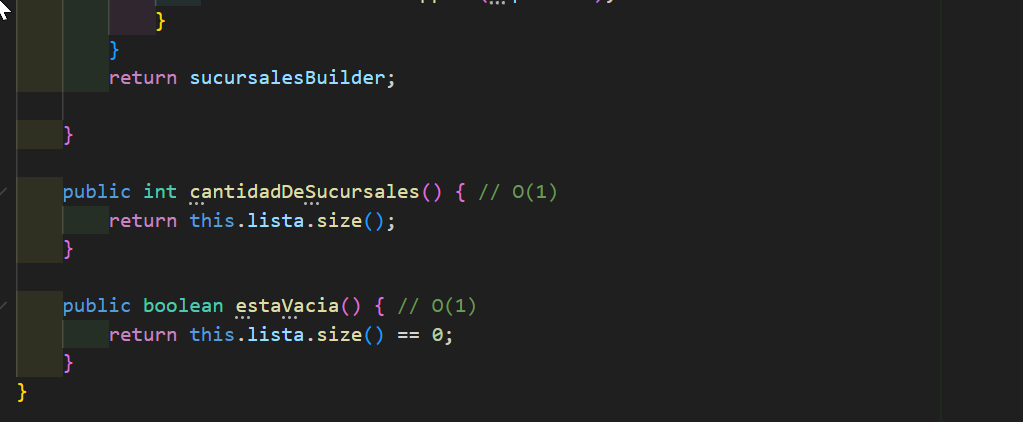 }
}
return sucursalesBuilder;
}
public int cantidadDeSucursales() { // O(1)
return this.lista.size();
}
public boolean estaVacia() { // O(1)
return this.lista.size() == 0;
}
}